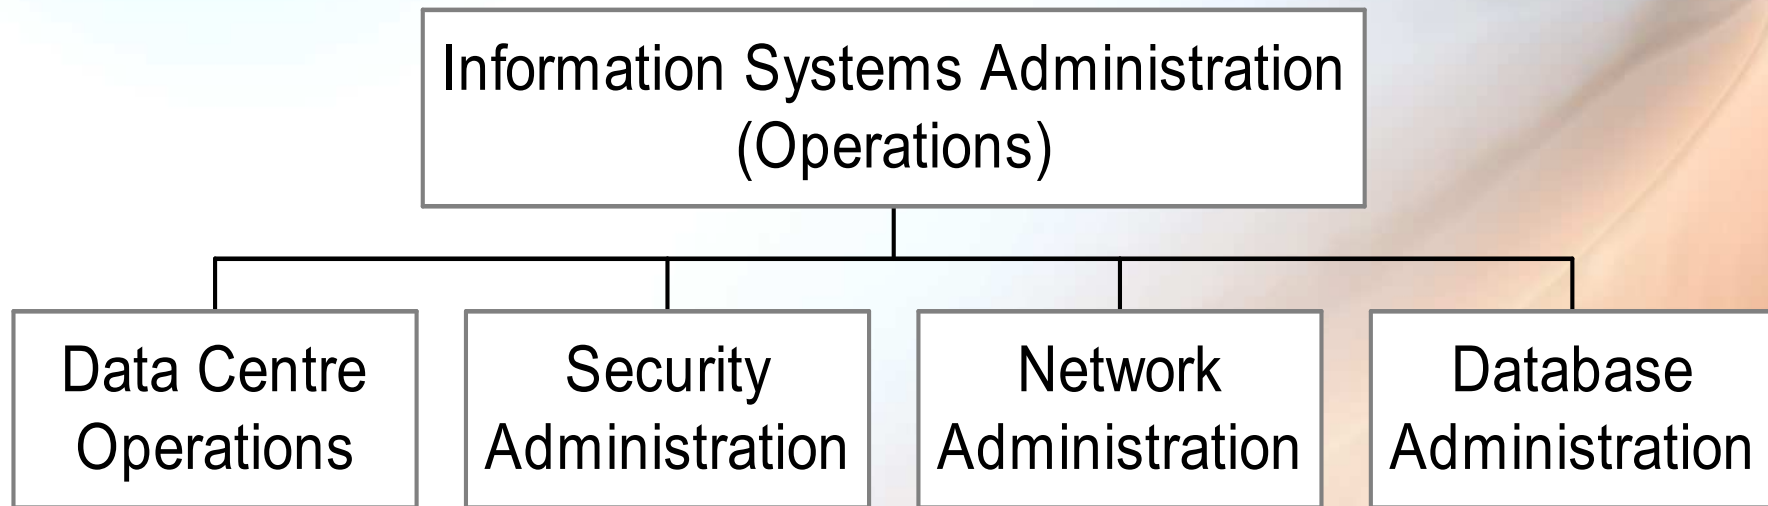 Information Systems Administration
(Operations)
Data Centre
Operations
Security
Administration
Network
Administration
Database
Administration